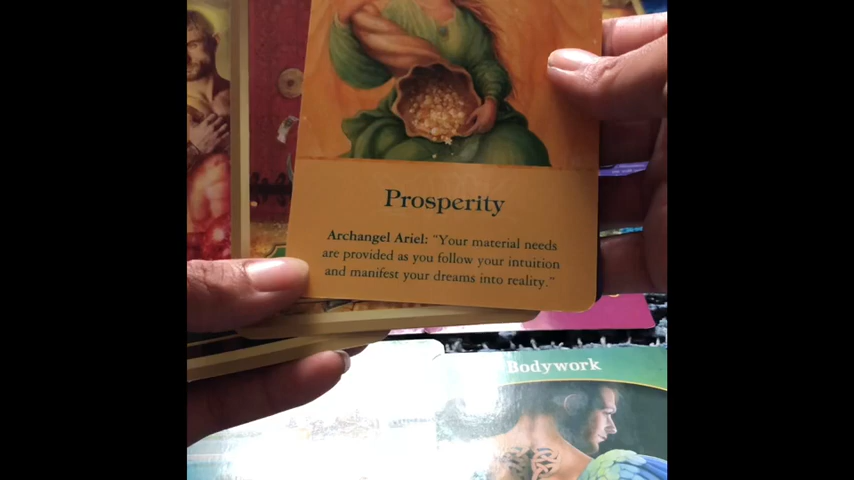 Prosperity
Archangel Ariel: "Your material needs
are provided as you follow your intuition
and manifest your dreams into reality."
Bodywork